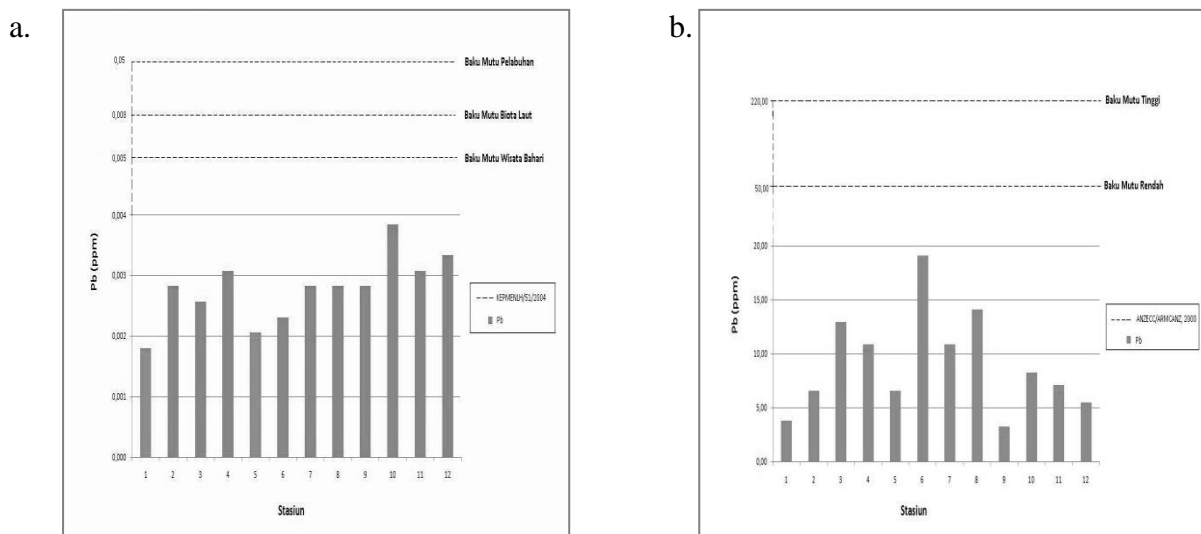 a.
0,05
Baku Mutu Pelabuhan
0,008
Baku Mutu Biota Laut
0,005
Baku Mutu Wisata Bahari
0,004
0,003
0,002
0,001
0,000
Pb (ppm)
1 2 3 4 5 6 7 8 9 10 11 12
Stasiun
KEPMENLH/51/2004
Pb
b.
220,00
Baku Mutu Tinggi
50,00
Baku Mutu Rendah
20,00
15,00
10,00
5,00
0,00
Pb (ppm)
1 2 3 4 5 6 7 8 9 10 11 12
Stasiun
ANZECC/ARMCANZ, 2000
Pb